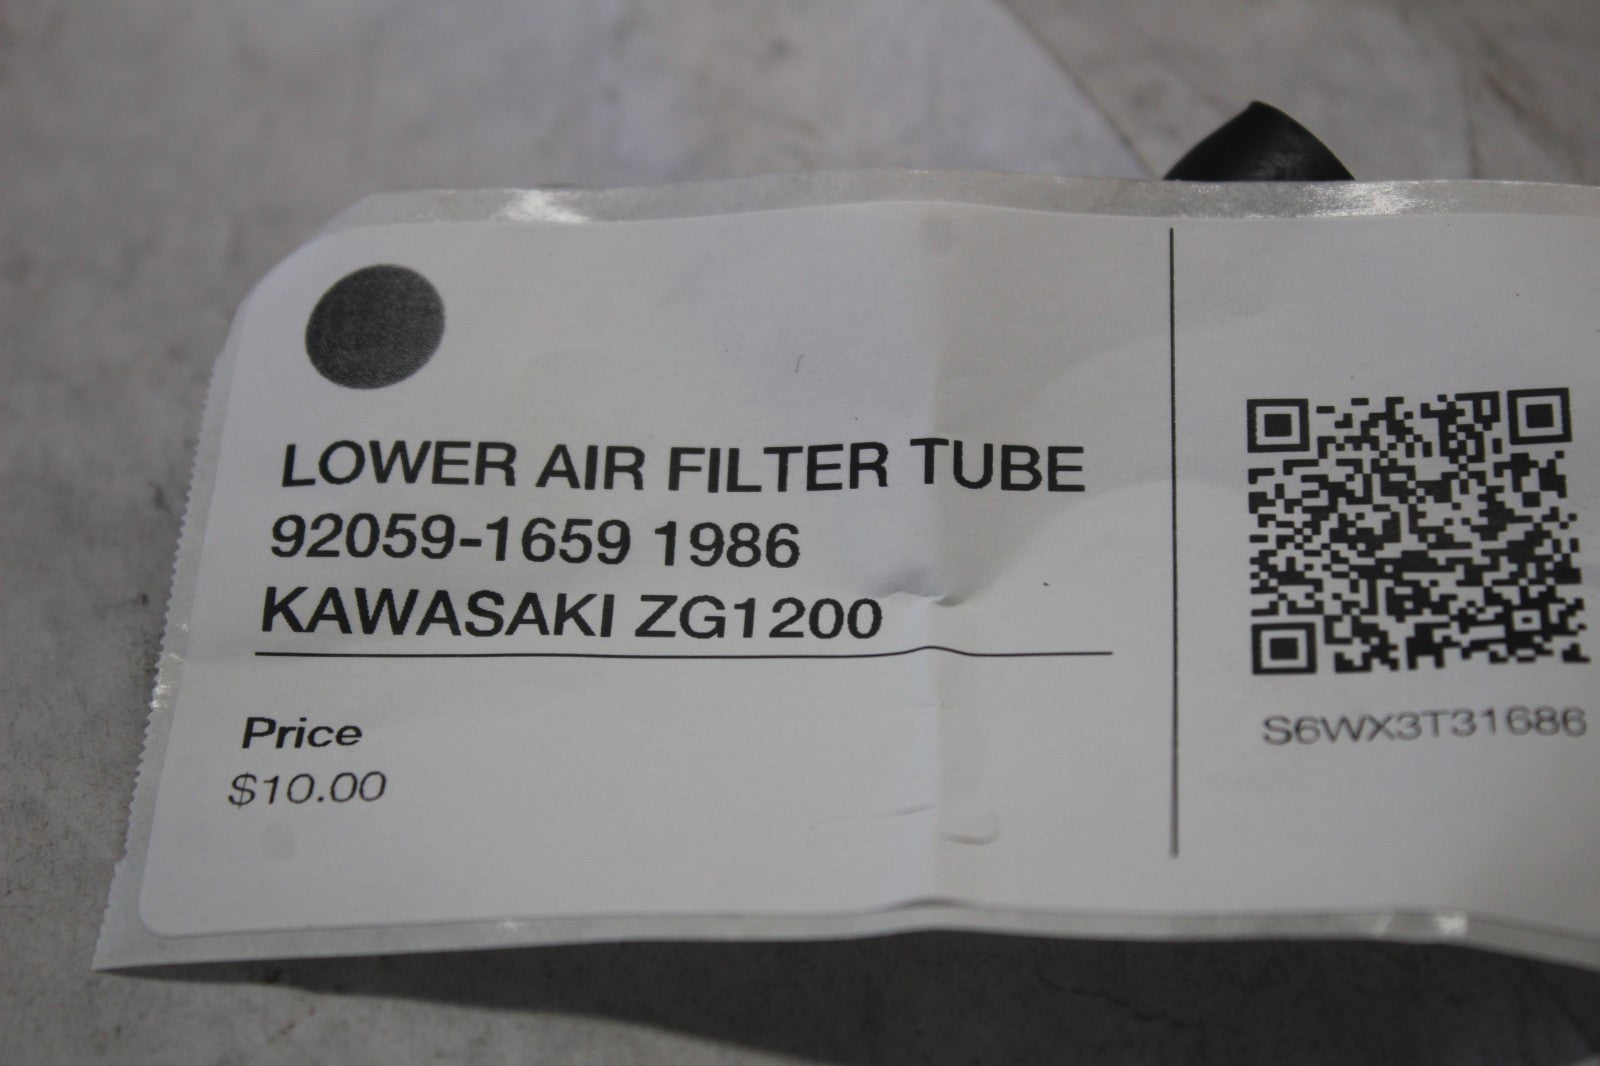 LOWER AIR FILTER TUBE
92059-1659 1986
KAWASAKI ZG1200
Price
$10.00
S6WX3T31686